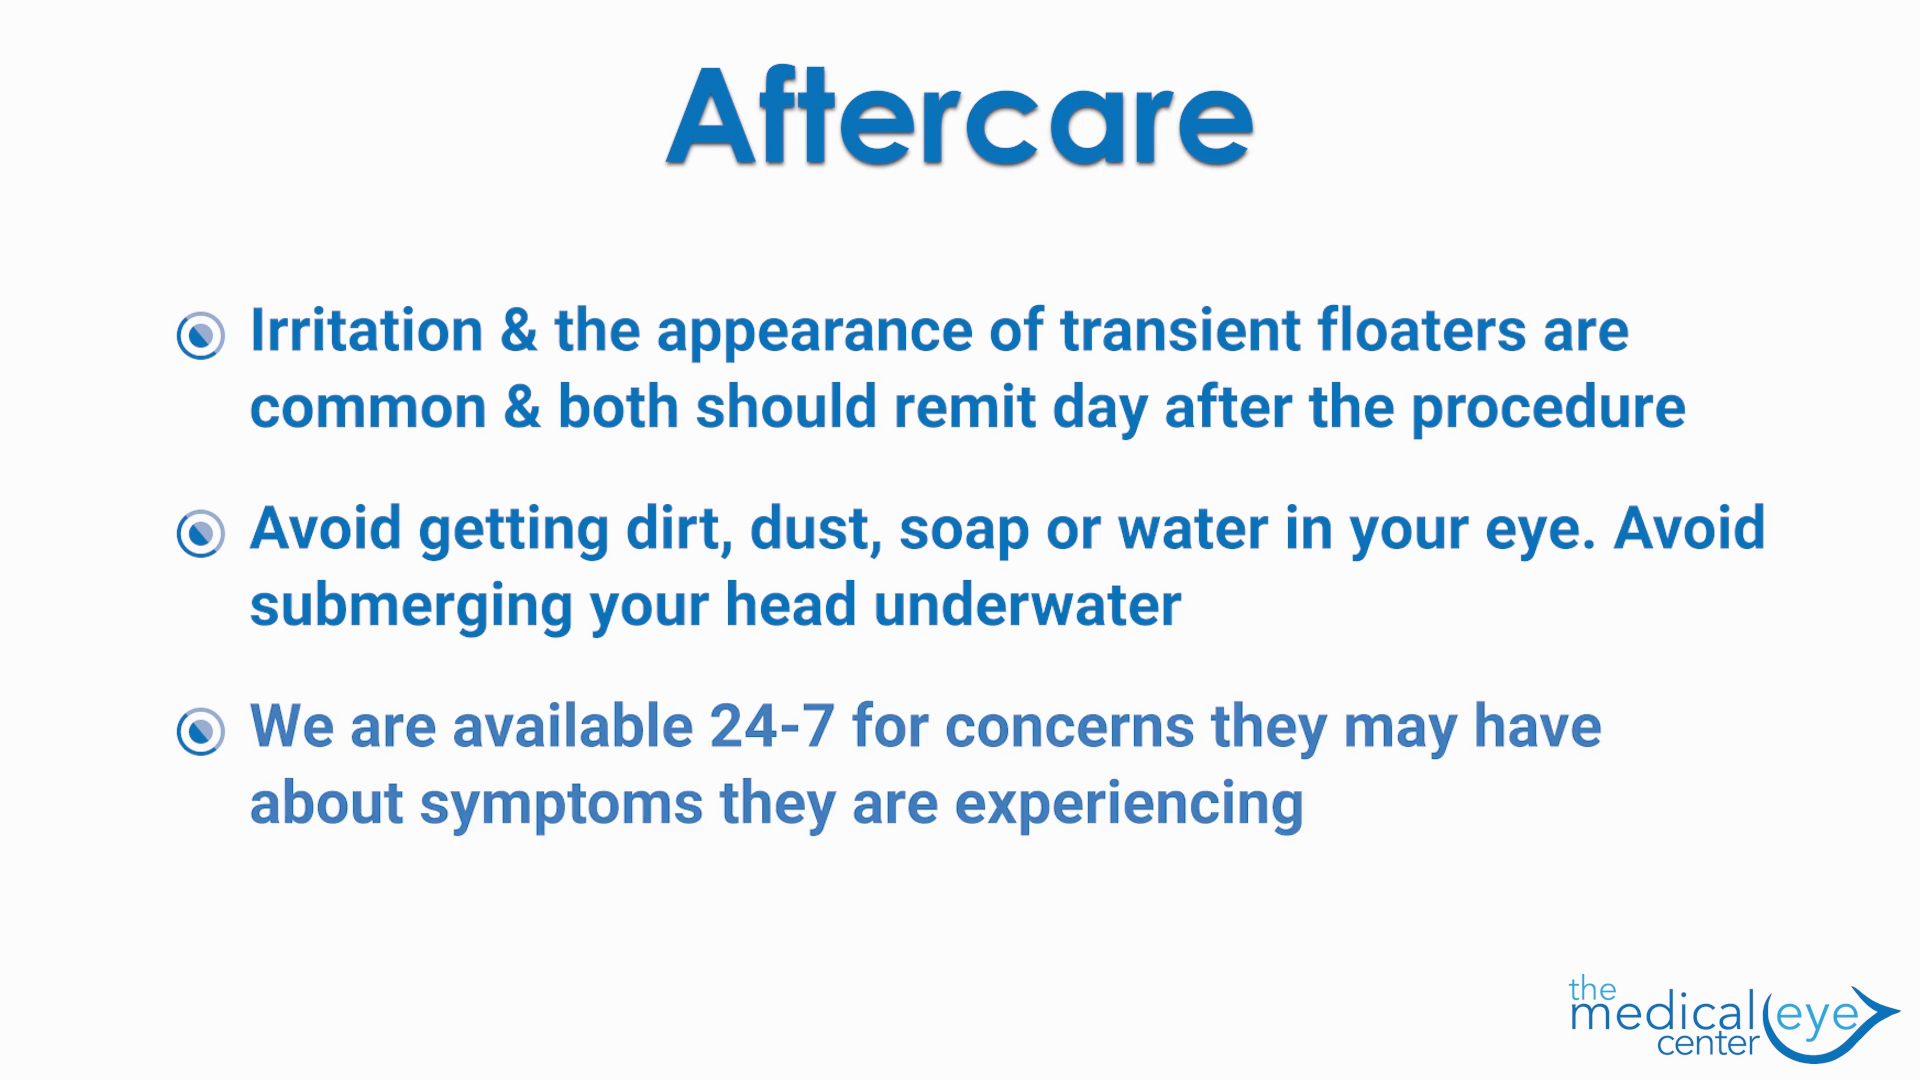 Aftercare
Irritation & the appearance of transient floaters are
common & both should remit day after the procedure
Avoid getting dirt, dust, soap or water in your eye. Avoid
submerging your head underwater
We are available 24-7 for concerns they may have
about symptoms they are experiencing
the
medical eye
center